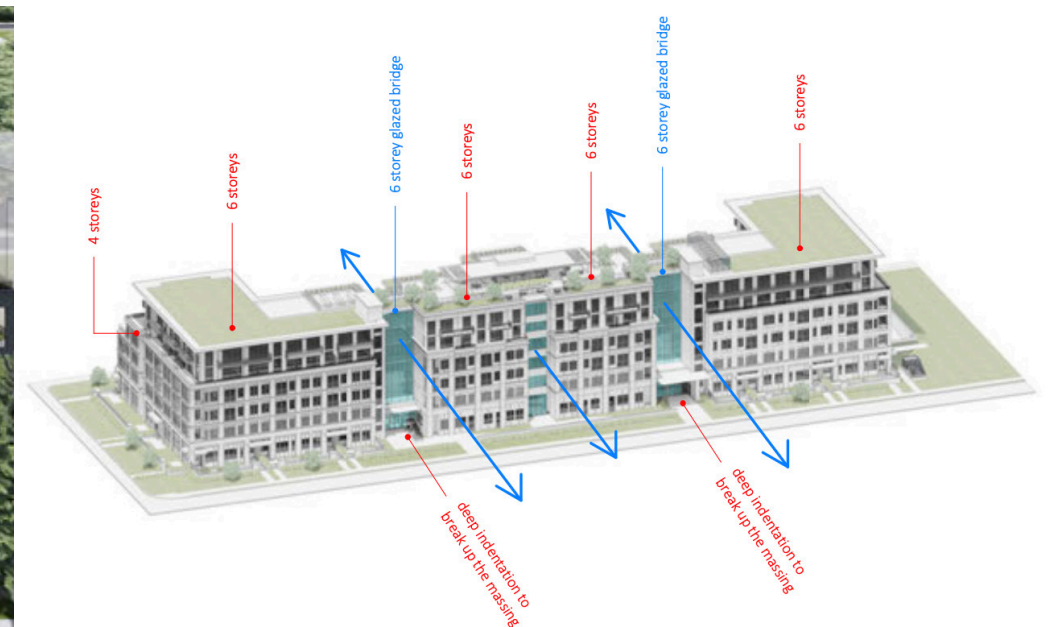 4 storeys
6 storeys
6 storey glazed bridge
6 storeys
6 storeys
6 storey glazed bridge
6 storeys
deep indentation to
break up the massing
deep indentation to
break up the massing